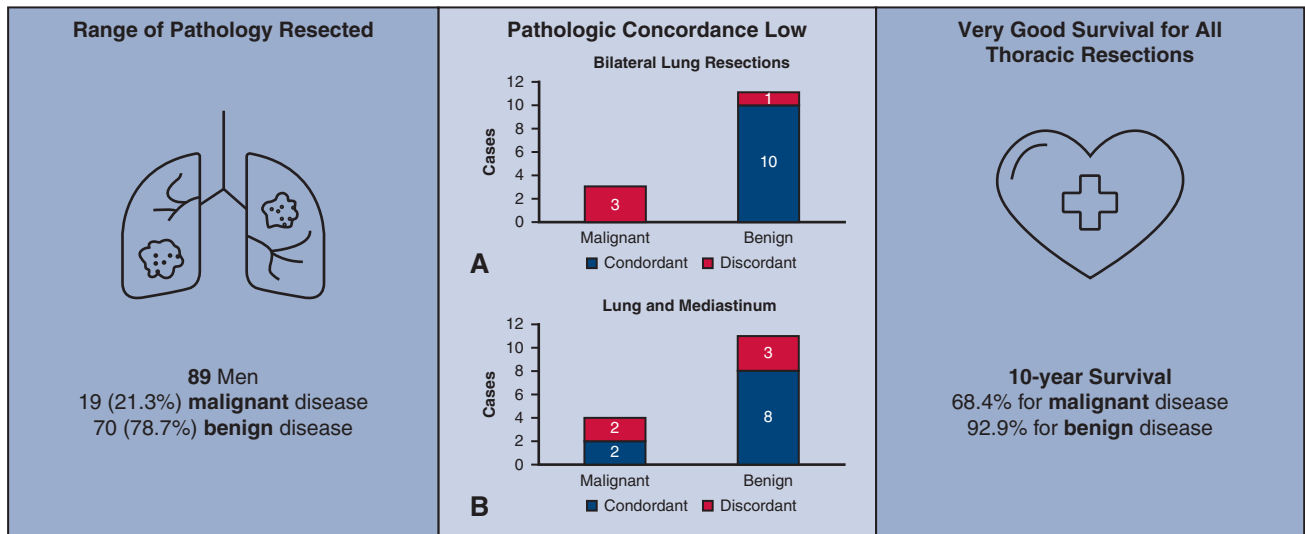 Range of Pathology Resected
89 Men
19 (21.3%) malignant disease
70 (78.7%) benign disease
Pathologic Concordance Low
Bilateral Lung Resections
Cases
12
10
8
6
4
2
0
3
1
10
Malignant
Benign
A
Condordant
Discordant
Lung and Mediastinum
Cases
12
10
8
6
4
2
0
2
2
3
8
Malignant
Benign
B
Condordant
Discordant
Very Good Survival for All
Thoracic Resections
10-year Survival
68.4% for malignant disease
92.9% for benign disease